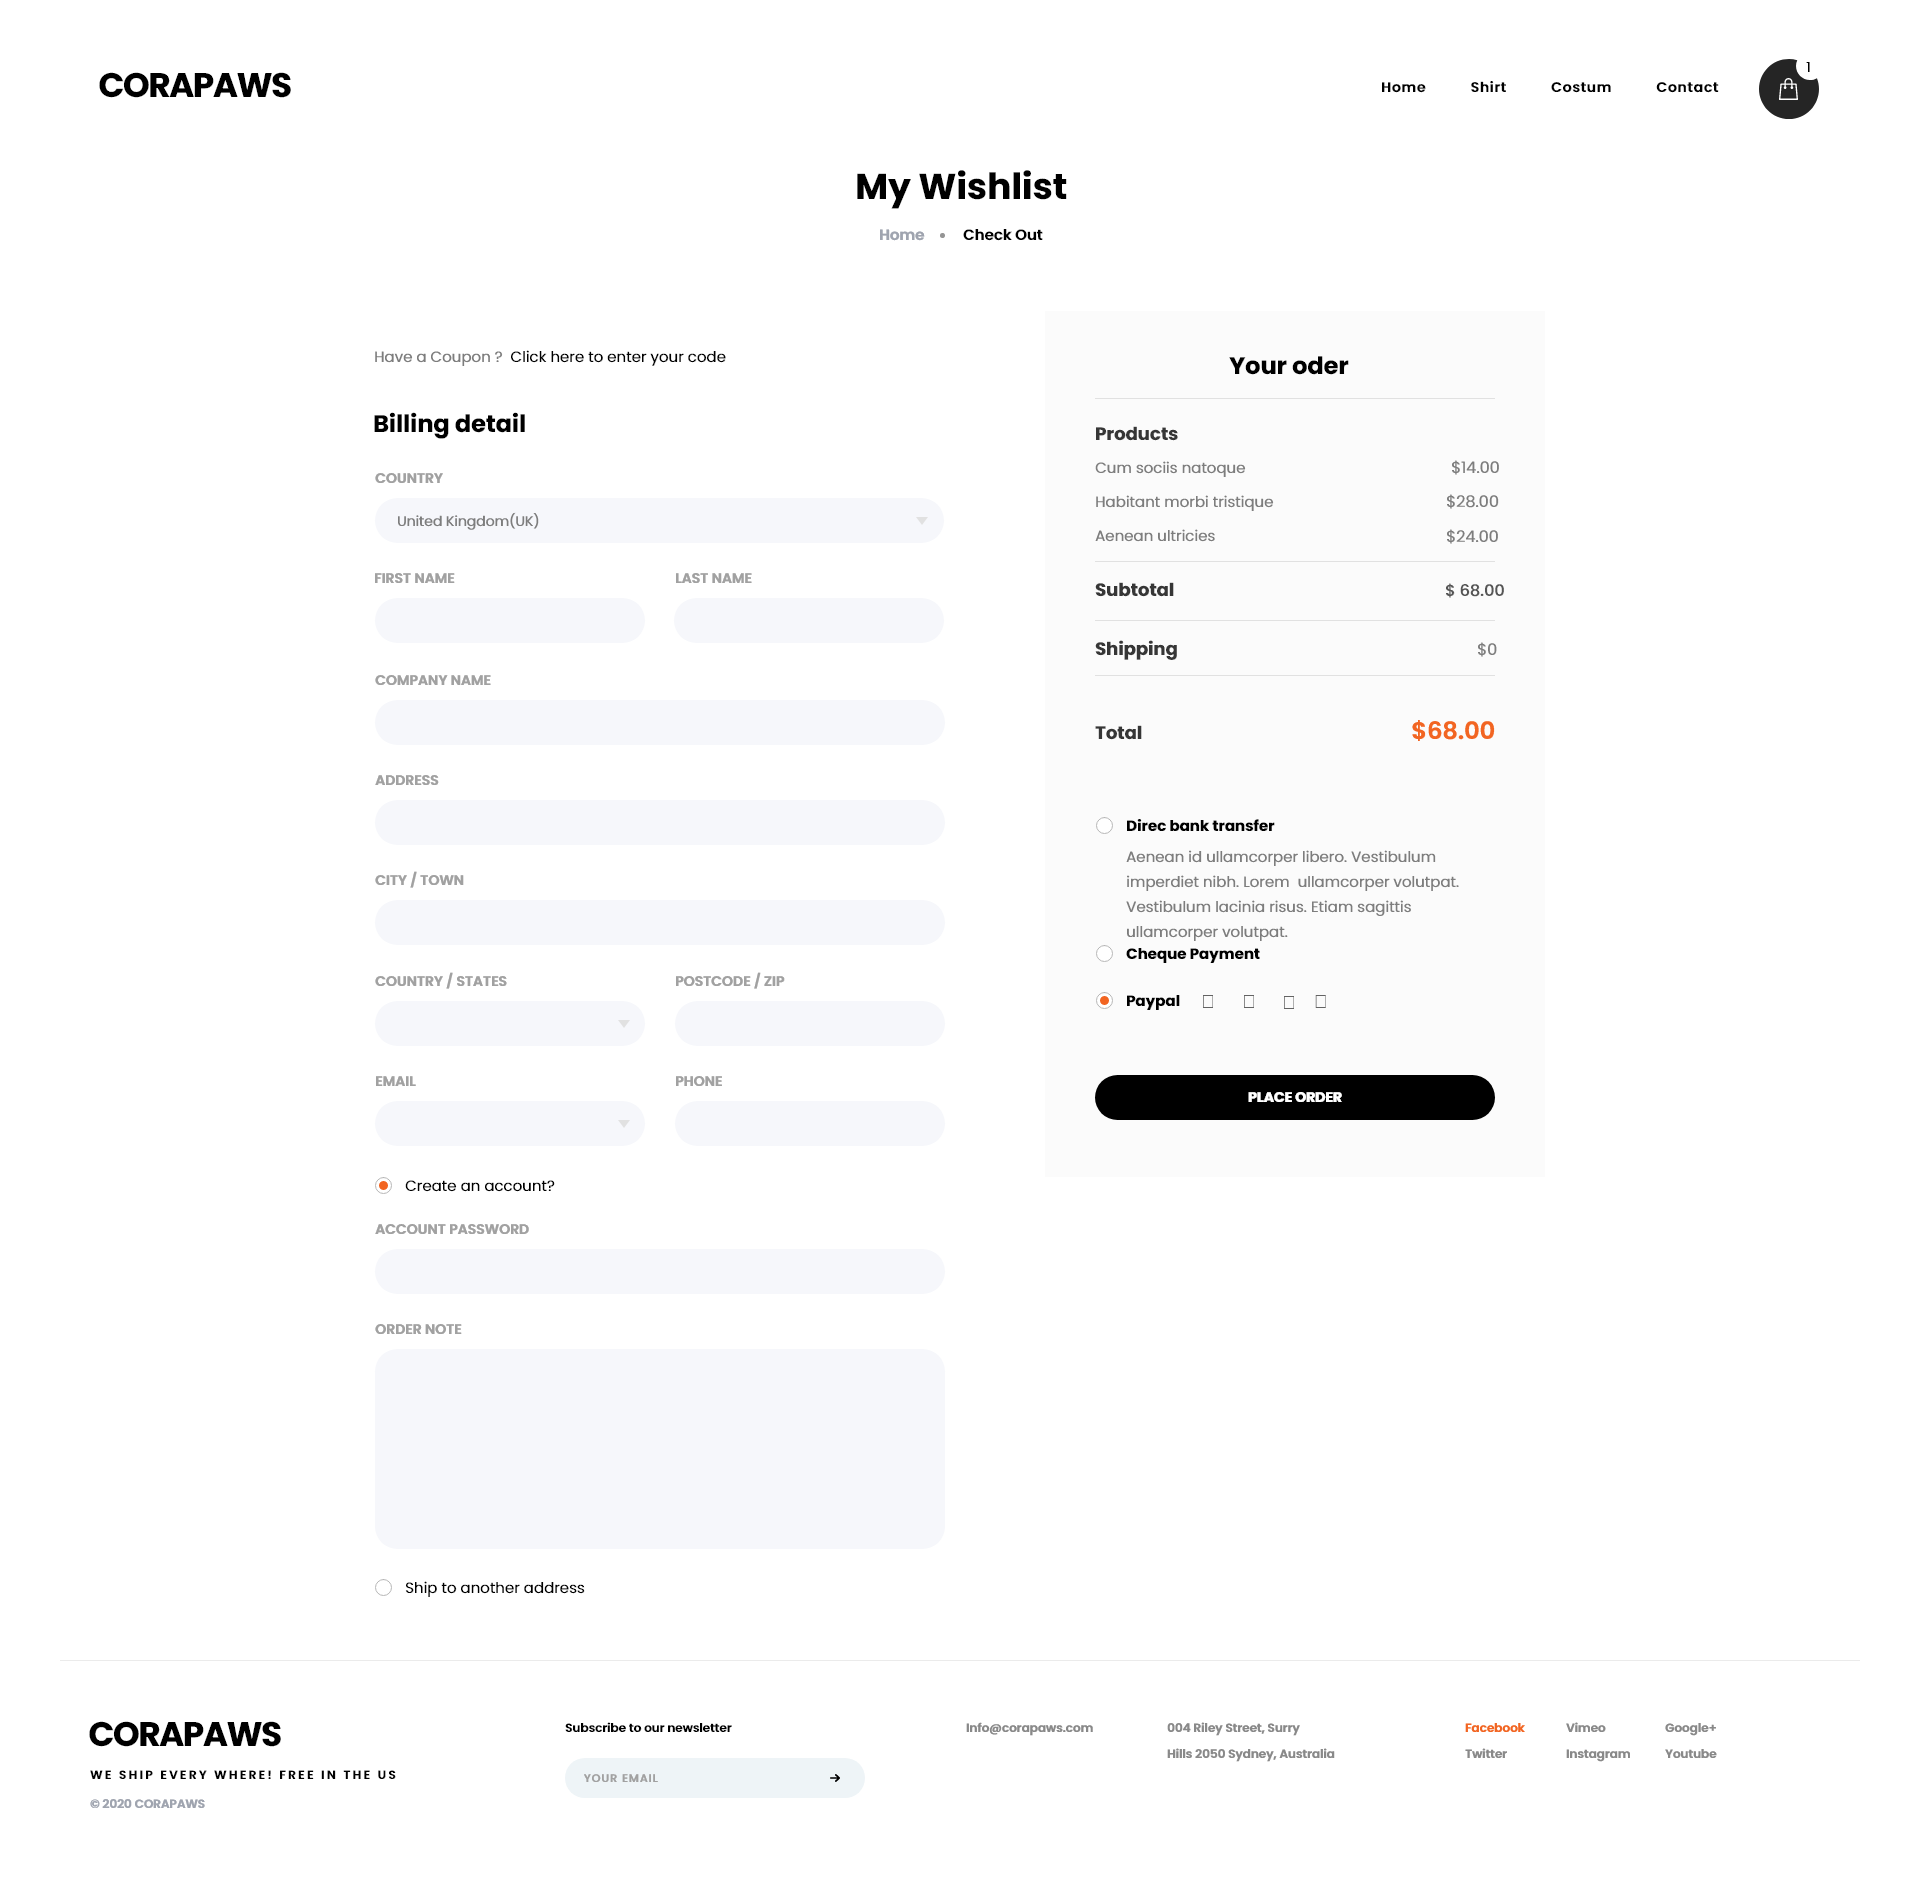 CORAPAWS
Home Shirt Costum Contact 1
My Wishlist
Home • Check Out
Have a Coupon ? Click here to enter your code
Billing detail
COUNTRY
United Kingdom(UK)
FIRST NAME LAST NAME
COMPANY NAME
ADDRESS
CITY / TOWN
COUNTRY / STATES POSTCODE / ZIP
EMAIL PHONE
Create an account?
ACCOUNT PASSWORD
ORDER NOTE
Ship to another address
Your oder
Products
Cum sociis natoque $14.00
Habitant morbi tristique $28.00
Aenean ultricies $24.00
Subtotal $ 68.00
Shipping $0
Total $68.00
Direc bank transfer
Aenean id ullamcorper libero. Vestibulum
imperdiet nibh. Lorem ullamcorper volutpat.
Vestibulum lacinia risus. Etiam sagittis
ullamcorper volutpat.
Cheque Payment
Paypal
PLACE ORDER
CORAPAWS
WE SHIP EVERY WHERE! FREE IN THE US
© 2020 CORAPAWS
Subscribe to our newsletter
YOUR EMAIL
Info@corapaws.com
004 Riley Street, Surry
Hills 2050 Sydney, Australia
Facebook Vimeo Google+
Twitter Instagram Youtube